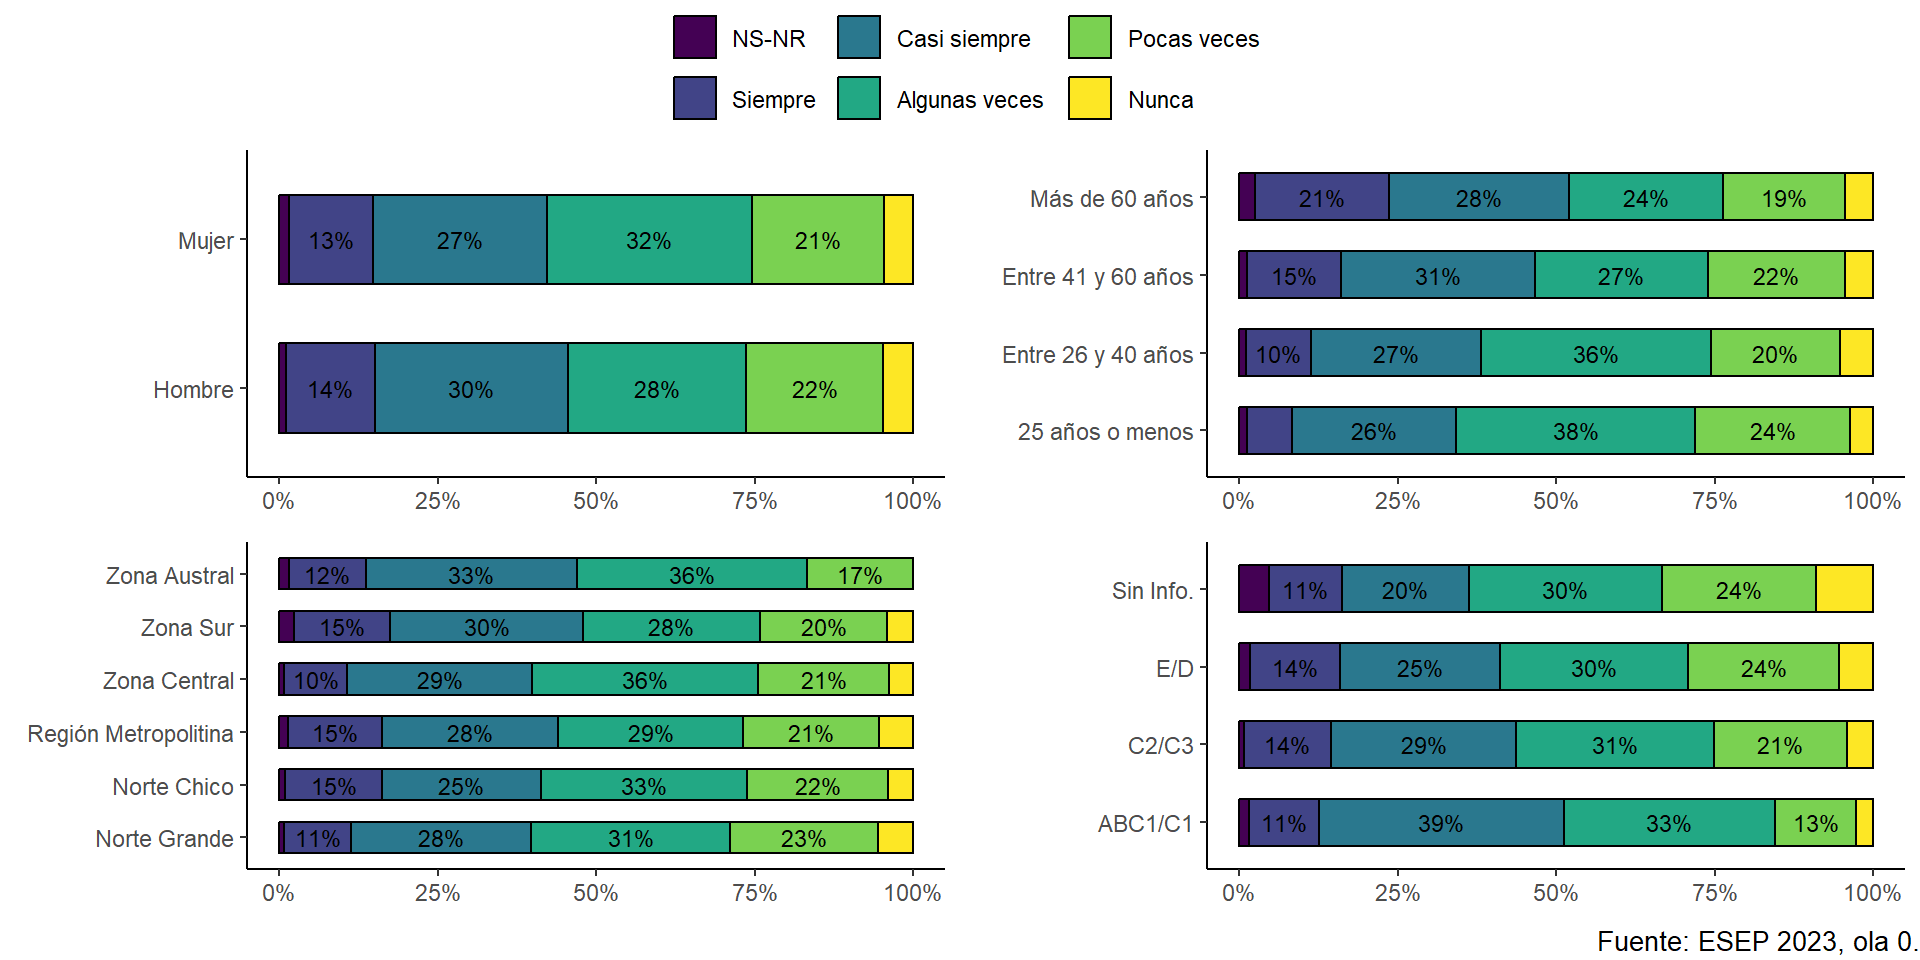 NS-NR Casi siempre Pocas veces
Siempre Algunas veces Nunca
Mujer 13% 27% 32% 21%
Hombre 14% 30% 28% 22%
0% 25% 50% 75% 100%
Más de 60 años 21% 28% 24% 19%
Entre 41 y 60 años 15% 31% 27% 22%
Entre 26 y 40 años 10% 27% 36% 20%
25 años o menos 26% 38% 24%
0% 25% 50% 75% 100%
Zona Austral 12% 33% 36% 17%
Zona Sur 15% 30% 28% 20%
Zona Central 10% 29% 36% 21%
Región Metropolitina 15% 28% 29% 21%
Norte Chico 15% 25% 33% 22%
Norte Grande 11% 28% 31% 23%
0% 25% 50% 75% 100%
Sin Info. 11% 20% 30% 24%
E/D 14% 25% 30% 24%
C2/C3 14% 29% 31% 21%
ABC1/C1 11% 39% 33% 13%
0% 25% 50% 75% 100%
Fuente: ESEP 2023, ola 0.